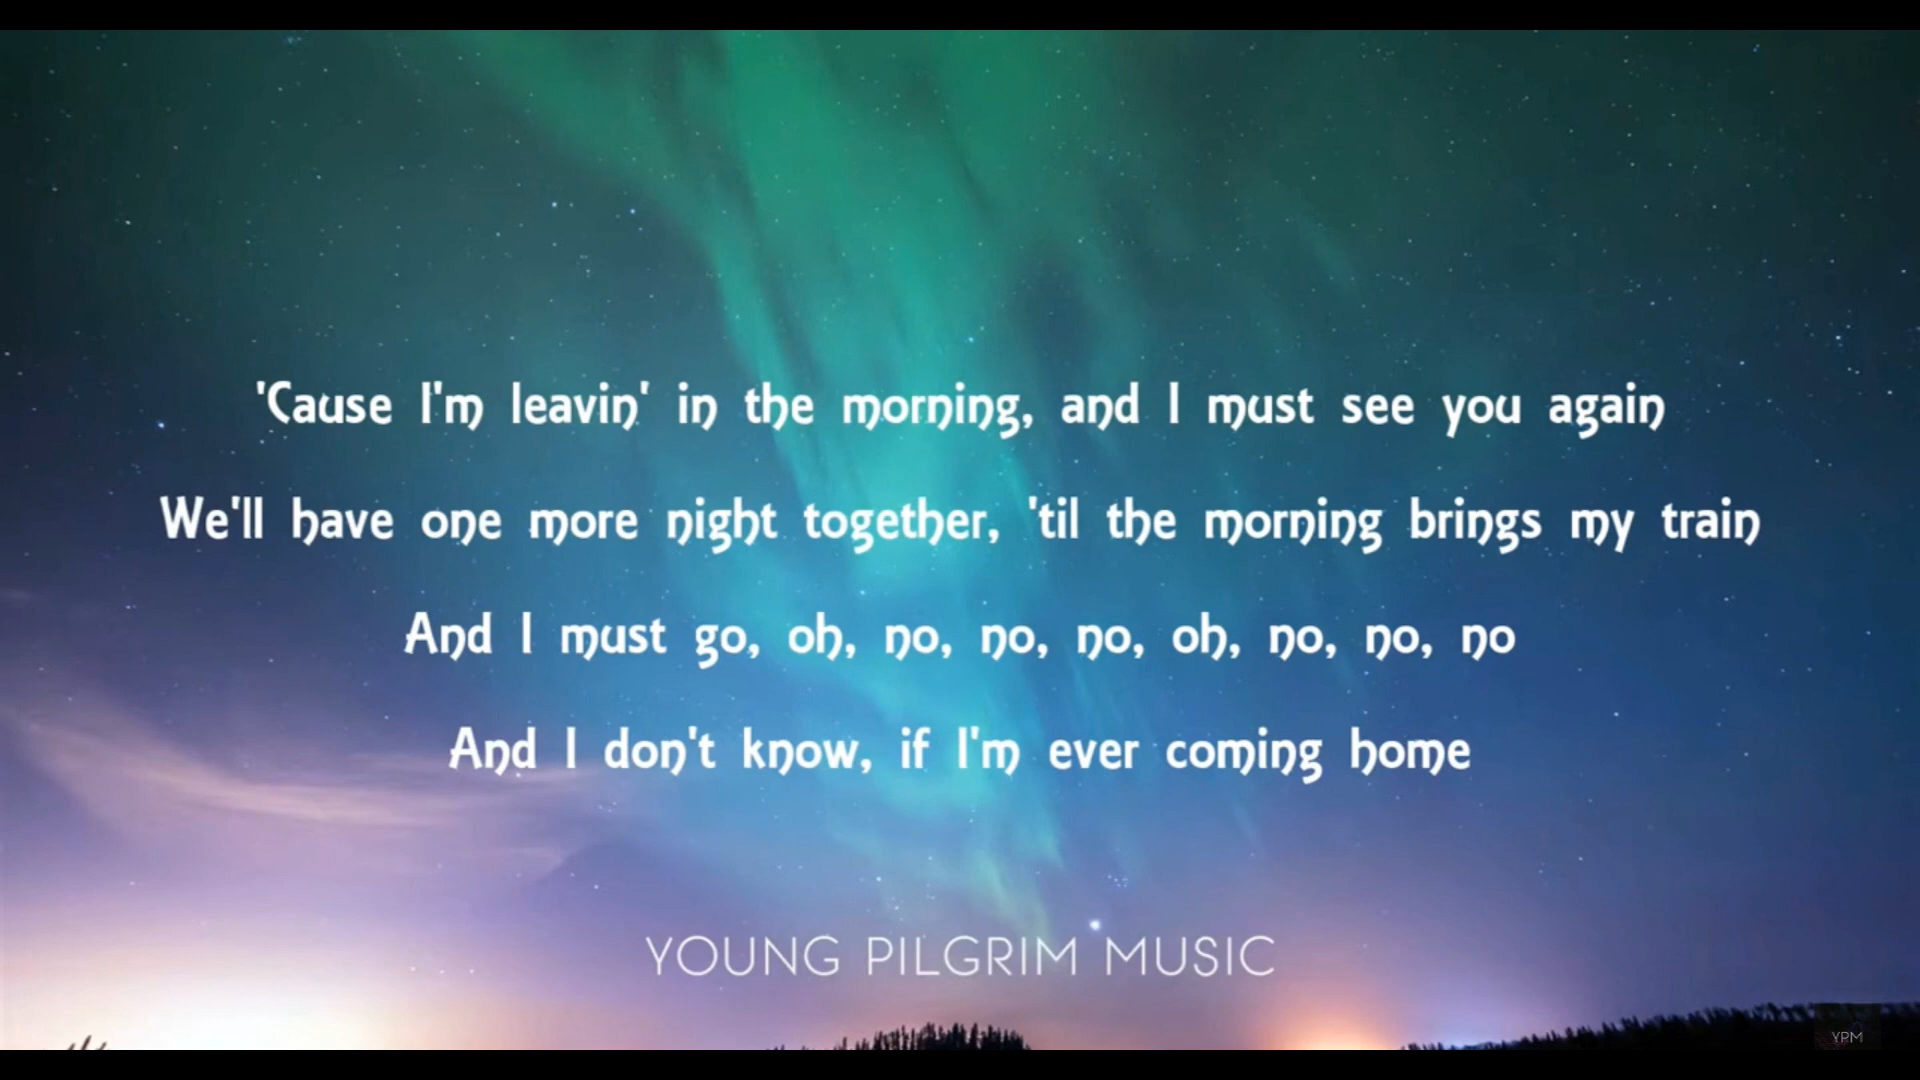 'Cause I'm leavin' in the morning, and I must see you again
We'll have one more night together, 'til the morning brings my train
And I must go, oh, no, no, no, oh, no, no, no
And I don't know, if I'm ever coming home
YOUNG PILGRIM MUSIC
YPM